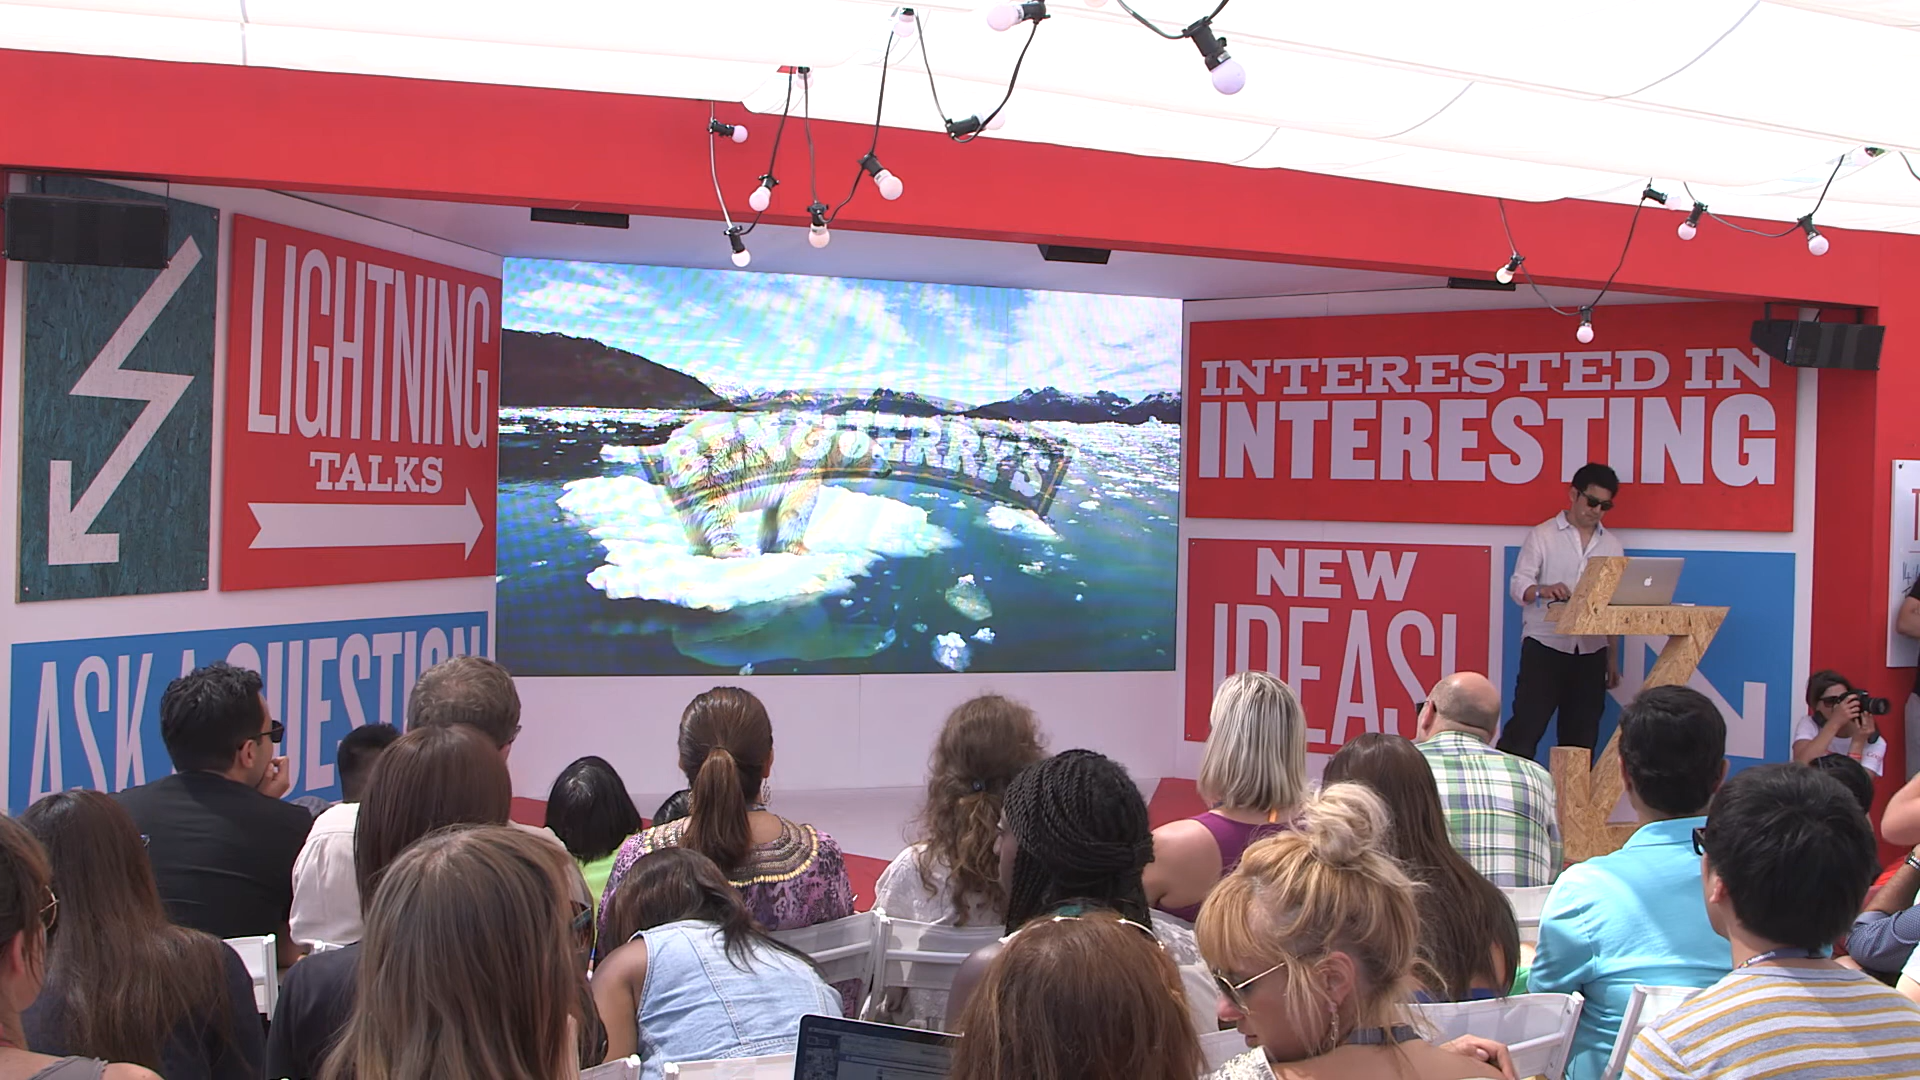 LIGHTNING
TALKS
ASK A QUESTION
BEN & JERRY'S
INTERESTED IN
INTERESTING
NEW
IDEAS!